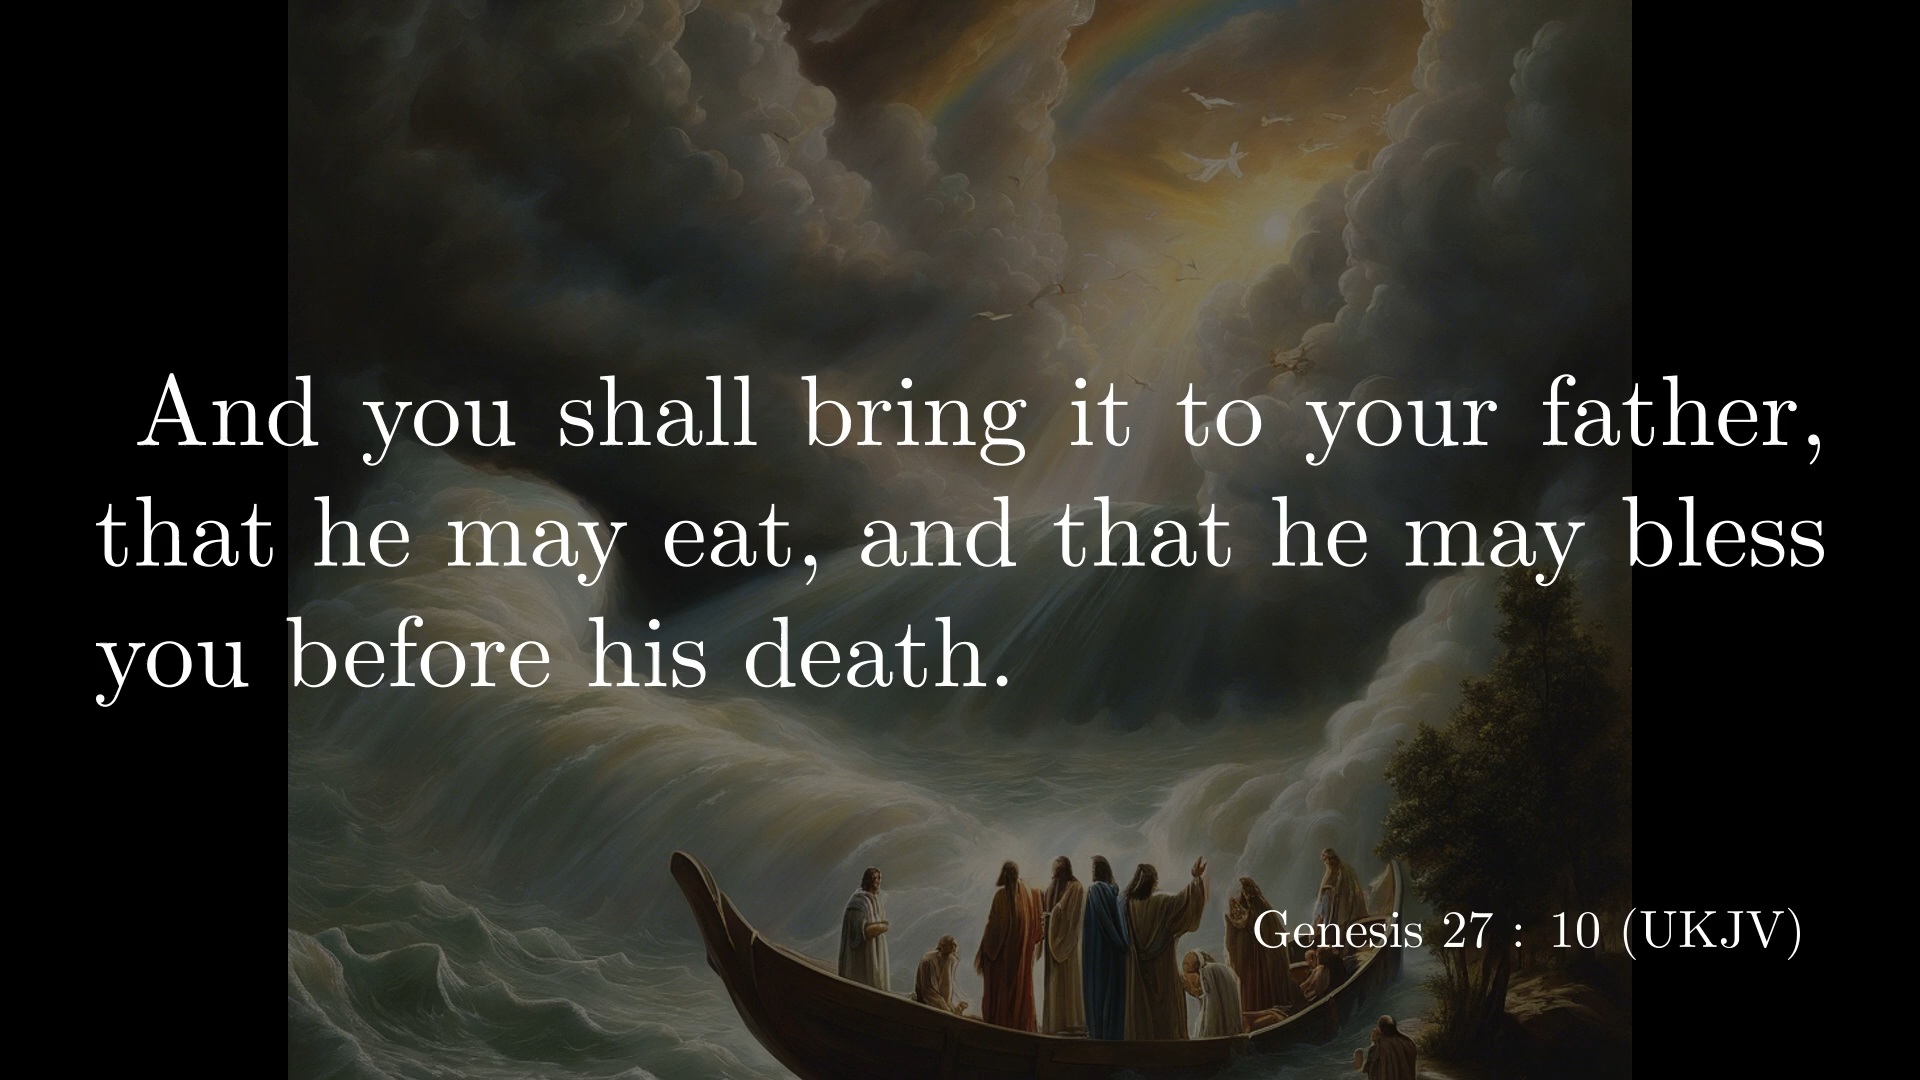 And you shall bring it to your father,
that he may eat, and that he may bless
you before his death.
Genesis 27 : 10 (UKJV)